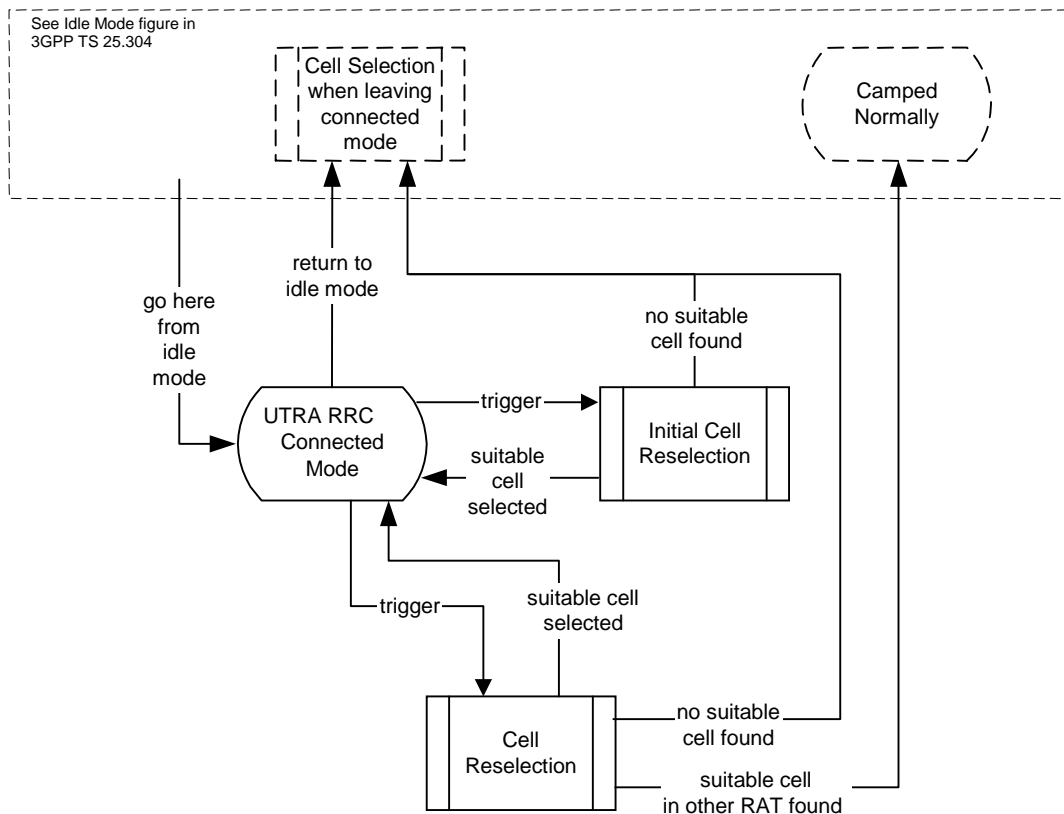 See Idle Mode figure in
3GPP TS 25.304
Cell Selection
when leaving
connected
mode
Camped
Normally
return to
idle mode
go here
from
idle
mode
no suitable
cell found
trigger
UTRA RRC
Connected
Mode
Initial Cell
Reselection
suitable
cell
selected
trigger
suitable cell
selected
Cell
Reselection
no suitable
cell found
suitable cell
in other RAT found